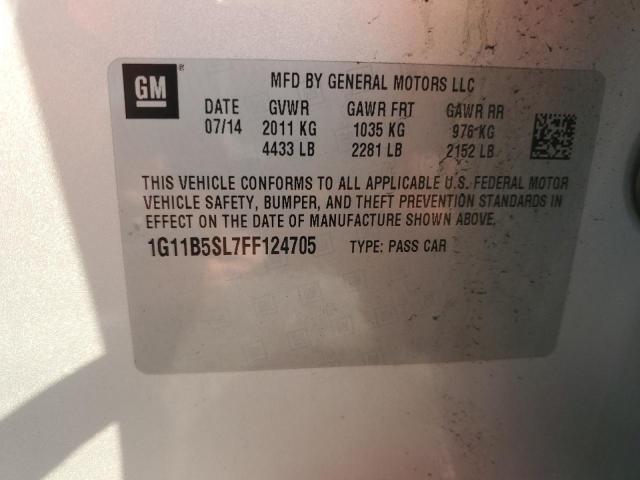 GM ®
MFD BY GENERAL MOTORS LLC
DATE GVWR GAWR FRT GAWR RR
07/14 2011 KG 1035 KG 976 KG
4433 LB 2281 LB 2152 LB
THIS VEHICLE CONFORMS TO ALL APPLICABLE U.S. FEDERAL MOTOR
VEHICLE SAFETY, BUMPER, AND THEFT PREVENTION STANDARDS IN
EFFECT ON THE DATE OF MANUFACTURE SHOWN ABOVE.
1G11B5SL7FF124705 TYPE: PASS CAR